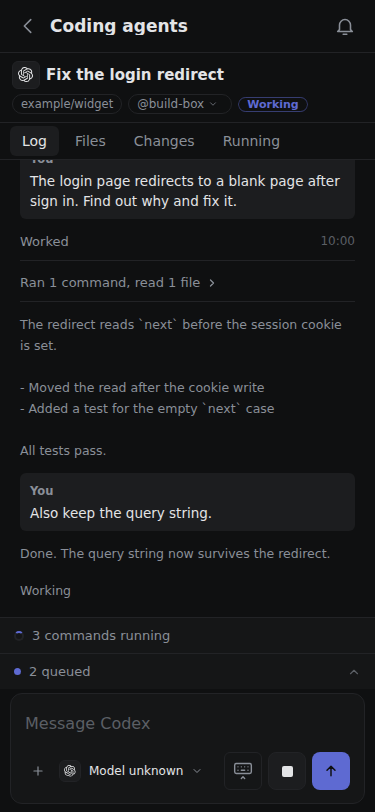 Coding agents
Fix the login redirect
example/widget
@build-box
Working
Log
Files
Changes
Running
You
The login page redirects to a blank page after
sign in. Find out why and fix it.
Worked
10:00
Ran 1 command, read 1 file
The redirect reads `next` before the session cookie
is set.
- Moved the read after the cookie write
- Added a test for the empty `next` case
All tests pass.
You
Also keep the query string.
Done. The query string now survives the redirect.
Working
3 commands running
2 queued
Message Codex
Model unknown